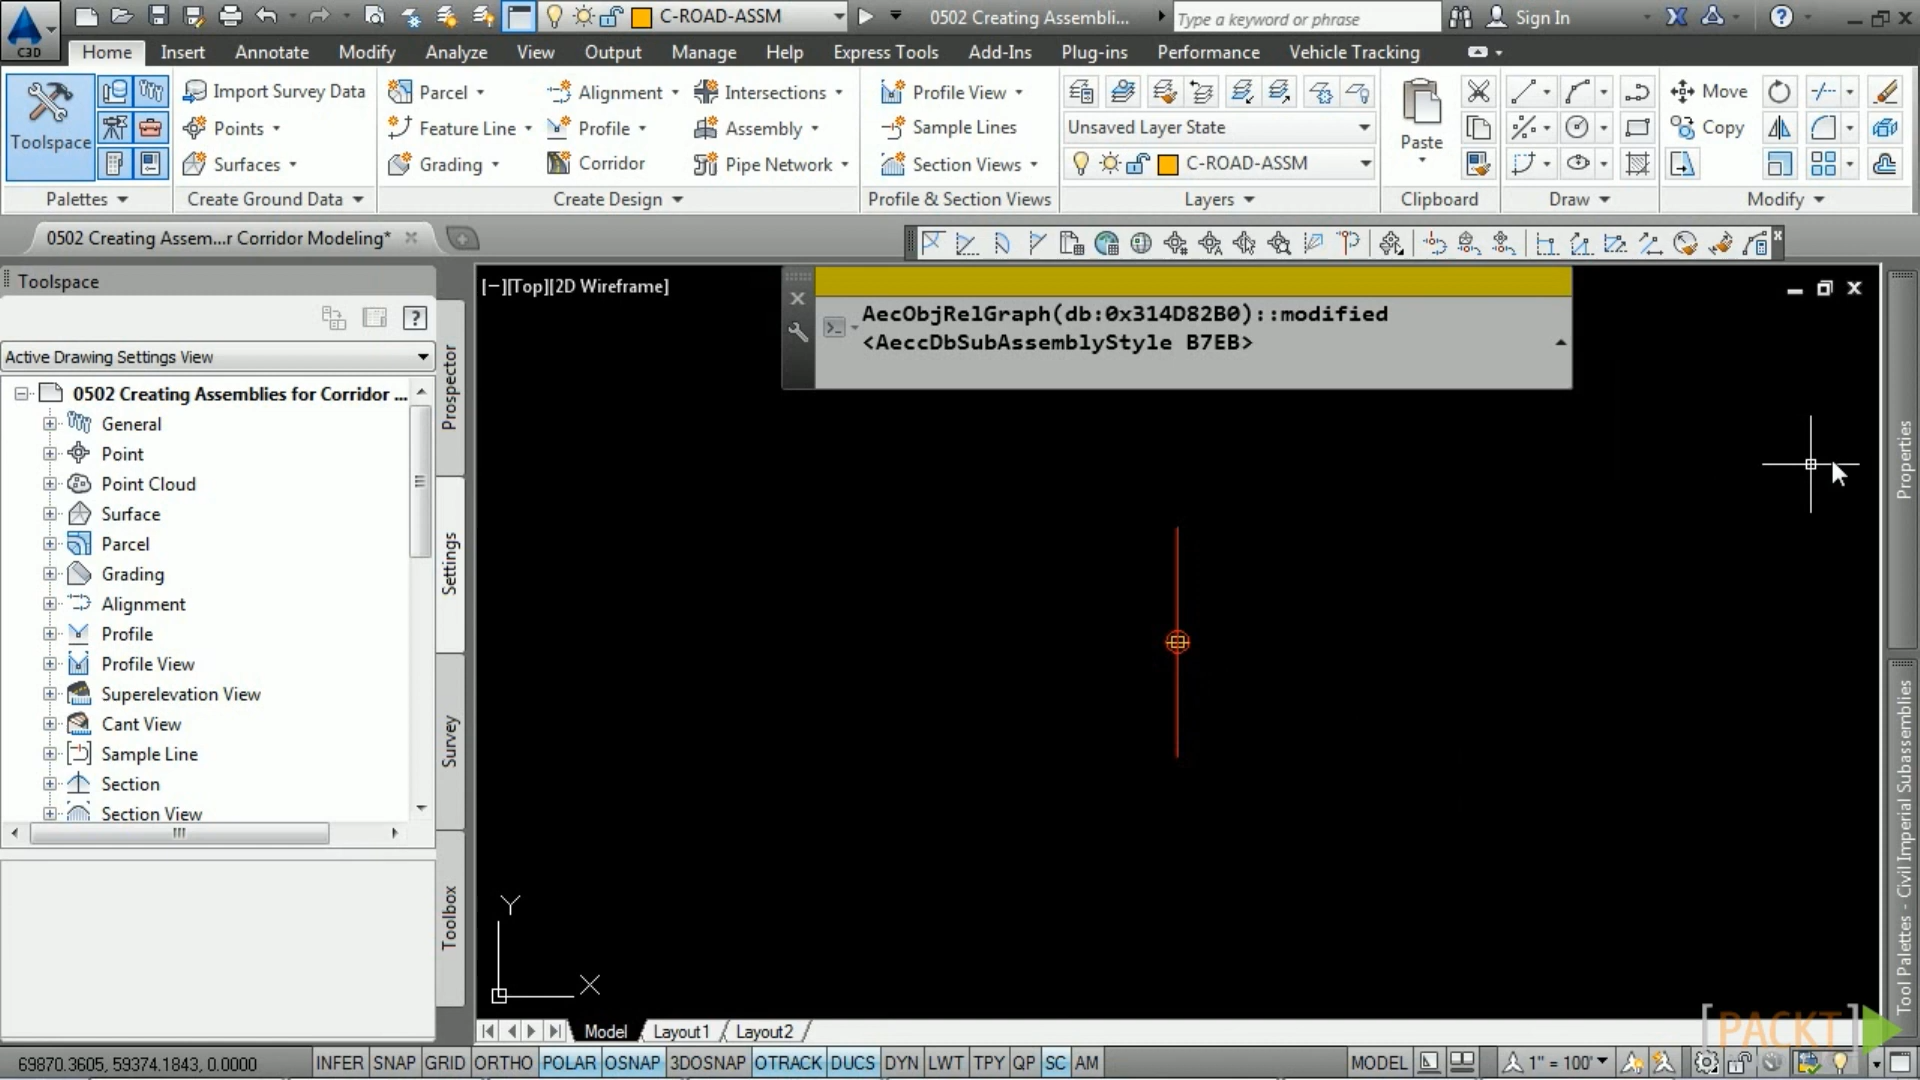 C-ROAD-ASSM
0502 Creating Assembli...
Type a keyword or phrase
Sign In
C3D
Home Insert Annotate Modify Analyze View Output Manage Help Express Tools Add-Ins Plug-ins Performance Vehicle Tracking
Toolspace
Import Survey Data
Points
Surfaces
Parcel
Feature Line
Grading
Alignment
Profile
Corridor
Intersections
Assembly
Pipe Network
Profile View
Sample Lines
Section Views
Unsaved Layer State
C-ROAD-ASSM
Paste
Move
Copy
Palettes
Create Ground Data
Create Design
Profile & Section Views
Layers
Clipboard
Draw
Modify
0502 Creating Assem...r Corridor Modeling*
Toolspace
Active Drawing Settings View
0502 Creating Assemblies for Corridor ...
General
Point
Point Cloud
Surface
Parcel
Grading
Alignment
Profile
Profile View
Superelevation View
Cant View
Sample Line
Section
Section View
Prospector
Settings
Survey
Toolbox
[−][Top][2D Wireframe]
AecObjRelGraph(db:0x314D82B0)::modified
<AeccDbSubAssemblyStyle B7EB>
Properties
Tool Palettes - Civil Imperial Subassemblies
Y
X
Model Layout1 Layout2
[PACKT]
69870.3605, 59374.1843, 0.0000
INFER SNAP GRID ORTHO POLAR OSNAP 3DOSNAP OTRACK DUCS DYN LWT TPY QP SC AM
MODEL
1" = 100'